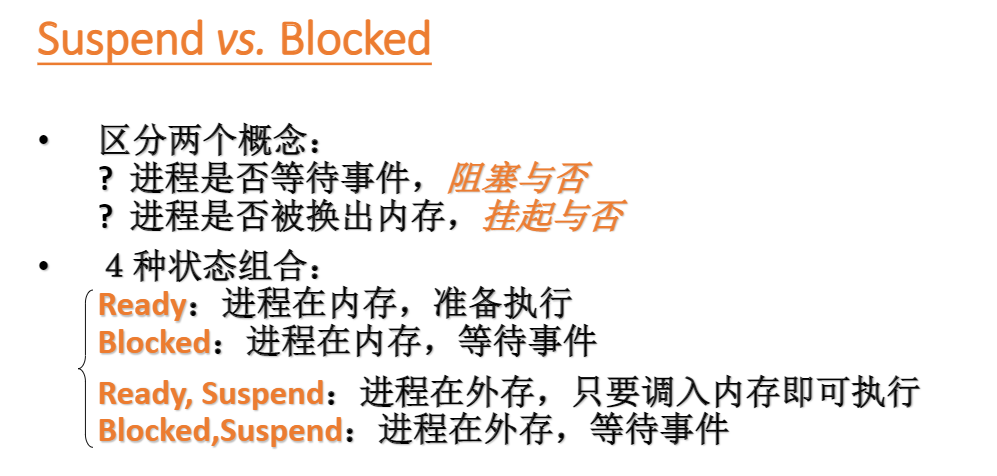 Suspend vs. Blocked
• 区分两个概念：
? 进程是否等待事件，阻塞与否
? 进程是否被换出内存，挂起与否
• 4 种状态组合：
Ready：进程在内存，准备执行
Blocked：进程在内存，等待事件
Ready, Suspend：进程在外存，只要调入内存即可执行
Blocked,Suspend：进程在外存，等待事件